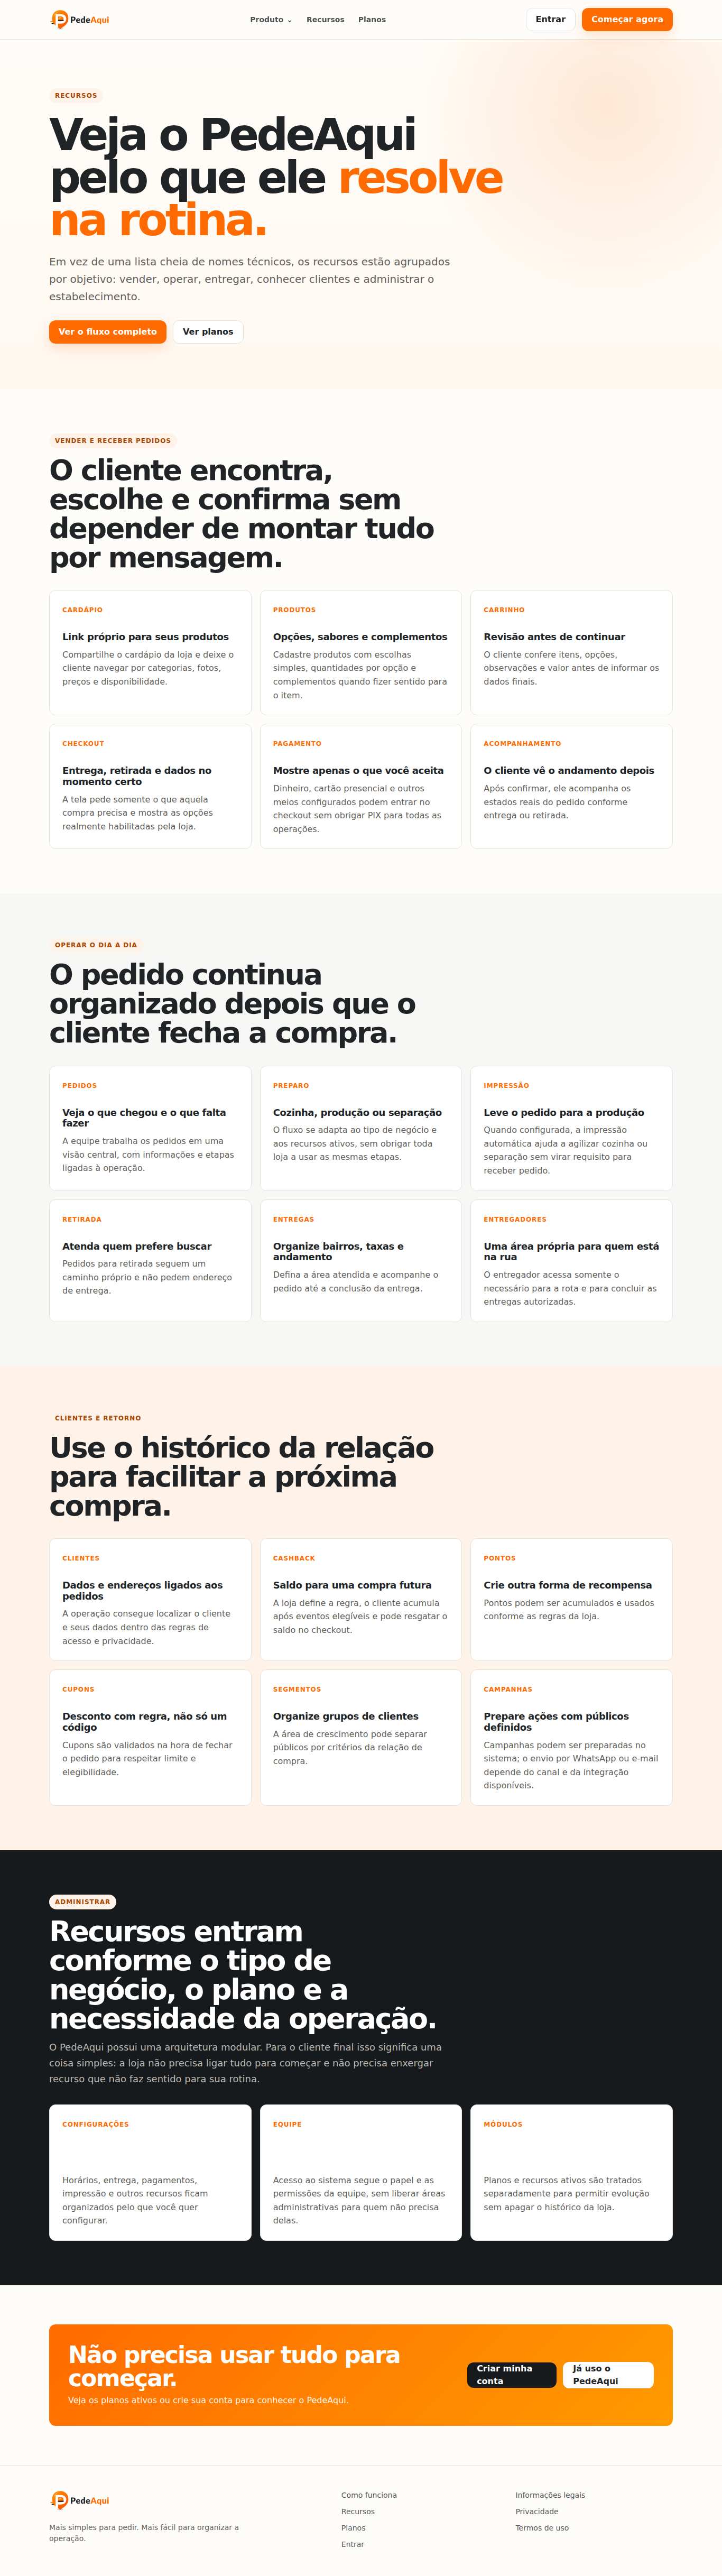 PedeAqui
Produto
Recursos
Planos
Entrar
Começar agora
RECURSOS
Veja o PedeAqui
pelo que ele resolve
na rotina.
Em vez de uma lista cheia de nomes técnicos, os recursos estão agrupados
por objetivo: vender, operar, entregar, conhecer clientes e administrar o
estabelecimento.
Ver o fluxo completo
Ver planos
VENDER E RECEBER PEDIDOS
O cliente encontra,
escolhe e confirma sem
depender de montar tudo
por mensagem.
CARDÁPIO
Link próprio para seus produtos
Compartilhe o cardápio da loja e deixe o
cliente navegar por categorias, fotos,
preços e disponibilidade.
PRODUTOS
Opções, sabores e complementos
Cadastre produtos com escolhas
simples, quantidades por opção e
complementos quando fizer sentido para
o item.
CARRINHO
Revisão antes de continuar
O cliente confere itens, opções,
observações e valor antes de informar os
dados finais.
CHECKOUT
Entrega, retirada e dados no
momento certo
A tela pede somente o que aquela
compra precisa e mostra as opções
realmente habilitadas pela loja.
PAGAMENTO
Mostre apenas o que você aceita
Dinheiro, cartão presencial e outros
meios configurados podem entrar no
checkout sem obrigar PIX para todas as
operações.
ACOMPANHAMENTO
O cliente vê o andamento depois
Após confirmar, ele acompanha os
estados reais do pedido conforme
entrega ou retirada.
OPERAR O DIA A DIA
O pedido continua
organizado depois que o
cliente fecha a compra.
PEDIDOS
Veja o que chegou e o que falta
fazer
A equipe trabalha os pedidos em uma
visão central, com informações e etapas
ligadas à operação.
PREPARO
Cozinha, produção ou separação
O fluxo se adapta ao tipo de negócio e
aos recursos ativos, sem obrigar toda
loja a usar as mesmas etapas.
IMPRESSÃO
Leve o pedido para a produção
Quando configurada, a impressão
automática ajuda a agilizar cozinha ou
separação sem virar requisito para
receber pedido.
RETIRADA
Atenda quem prefere buscar
Pedidos para retirada seguem um
caminho próprio e não pedem endereço
de entrega.
ENTREGAS
Organize bairros, taxas e
andamento
Defina a área atendida e acompanhe o
pedido até a conclusão da entrega.
ENTREGADORES
Uma área própria para quem está
na rua
O entregador acessa somente o
necessário para a rota e para concluir as
entregas autorizadas.
CLIENTES E RETORNO
Use o histórico da relação
para facilitar a próxima
compra.
CLIENTES
Dados e endereços ligados aos
pedidos
A operação consegue localizar o cliente
e seus dados dentro das regras de
acesso e privacidade.
CASHBACK
Saldo para uma compra futura
A loja define a regra, o cliente acumula
após eventos elegíveis e pode resgatar o
saldo no checkout.
PONTOS
Crie outra forma de recompensa
Pontos podem ser acumulados e usados
conforme as regras da loja.
CUPONS
Desconto com regra, não só um
código
Cupons são validados na hora de fechar
o pedido para respeitar limite e
elegibilidade.
SEGMENTOS
Organize grupos de clientes
A área de crescimento pode separar
públicos por critérios da relação de
compra.
CAMPANHAS
Prepare ações com públicos
definidos
Campanhas podem ser preparadas no
sistema; o envio por WhatsApp ou e-mail
depende do canal e da integração
disponíveis.
ADMINISTRAR
Recursos entram
conforme o tipo de
negócio, o plano e a
necessidade da operação.
O PedeAqui possui uma arquitetura modular. Para o cliente final isso significa uma
coisa simples: a loja não precisa ligar tudo para começar e não precisa enxergar
recurso que não faz sentido para sua rotina.
CONFIGURAÇÕES
Horários, entrega, pagamentos,
impressão e outros recursos ficam
organizados pelo que você quer
configurar.
EQUIPE
Acesso ao sistema segue o papel e as
permissões da equipe, sem liberar áreas
administrativas para quem não precisa
delas.
MÓDULOS
Planos e recursos ativos são tratados
separadamente para permitir evolução
sem apagar o histórico da loja.
Não precisa usar tudo para
começar.
Veja os planos ativos ou crie sua conta para conhecer o PedeAqui.
Criar minha
conta
Já uso o
PedeAqui
PedeAqui
Mais simples para pedir. Mais fácil para organizar a
operação.
Como funciona
Recursos
Planos
Entrar
Informações legais
Privacidade
Termos de uso